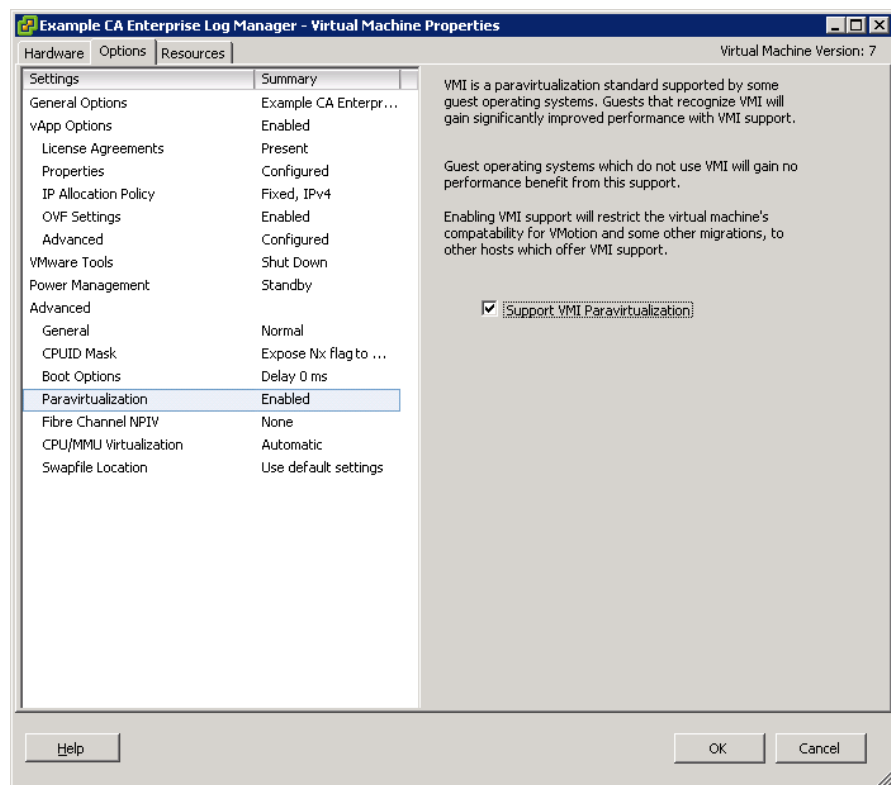 Example CA Enterprise Log Manager - Virtual Machine Properties
Hardware Options Resources Virtual Machine Version: 7
Settings Summary
General Options Example CA Enterpr...
vApp Options Enabled
License Agreements Present
Properties Configured
IP Allocation Policy Fixed, IPv4
OVF Settings Enabled
Advanced Configured
VMware Tools Shut Down
Power Management Standby
Advanced
General Normal
CPUID Mask Expose Nx flag to ...
Boot Options Delay 0 ms
Paravirtualization Enabled
Fibre Channel NPIV None
CPU/MMU Virtualization Automatic
Swapfile Location Use default settings
VMI is a paravirtualization standard supported by some
guest operating systems. Guests that recognize VMI will
gain significantly improved performance with VMI support.
Guest operating systems which do not use VMI will gain no
performance benefit from this support.
Enabling VMI support will restrict the virtual machine's
compatability for VMotion and some other migrations, to
other hosts which offer VMI support.
Support VMI Paravirtualization
Help OK Cancel